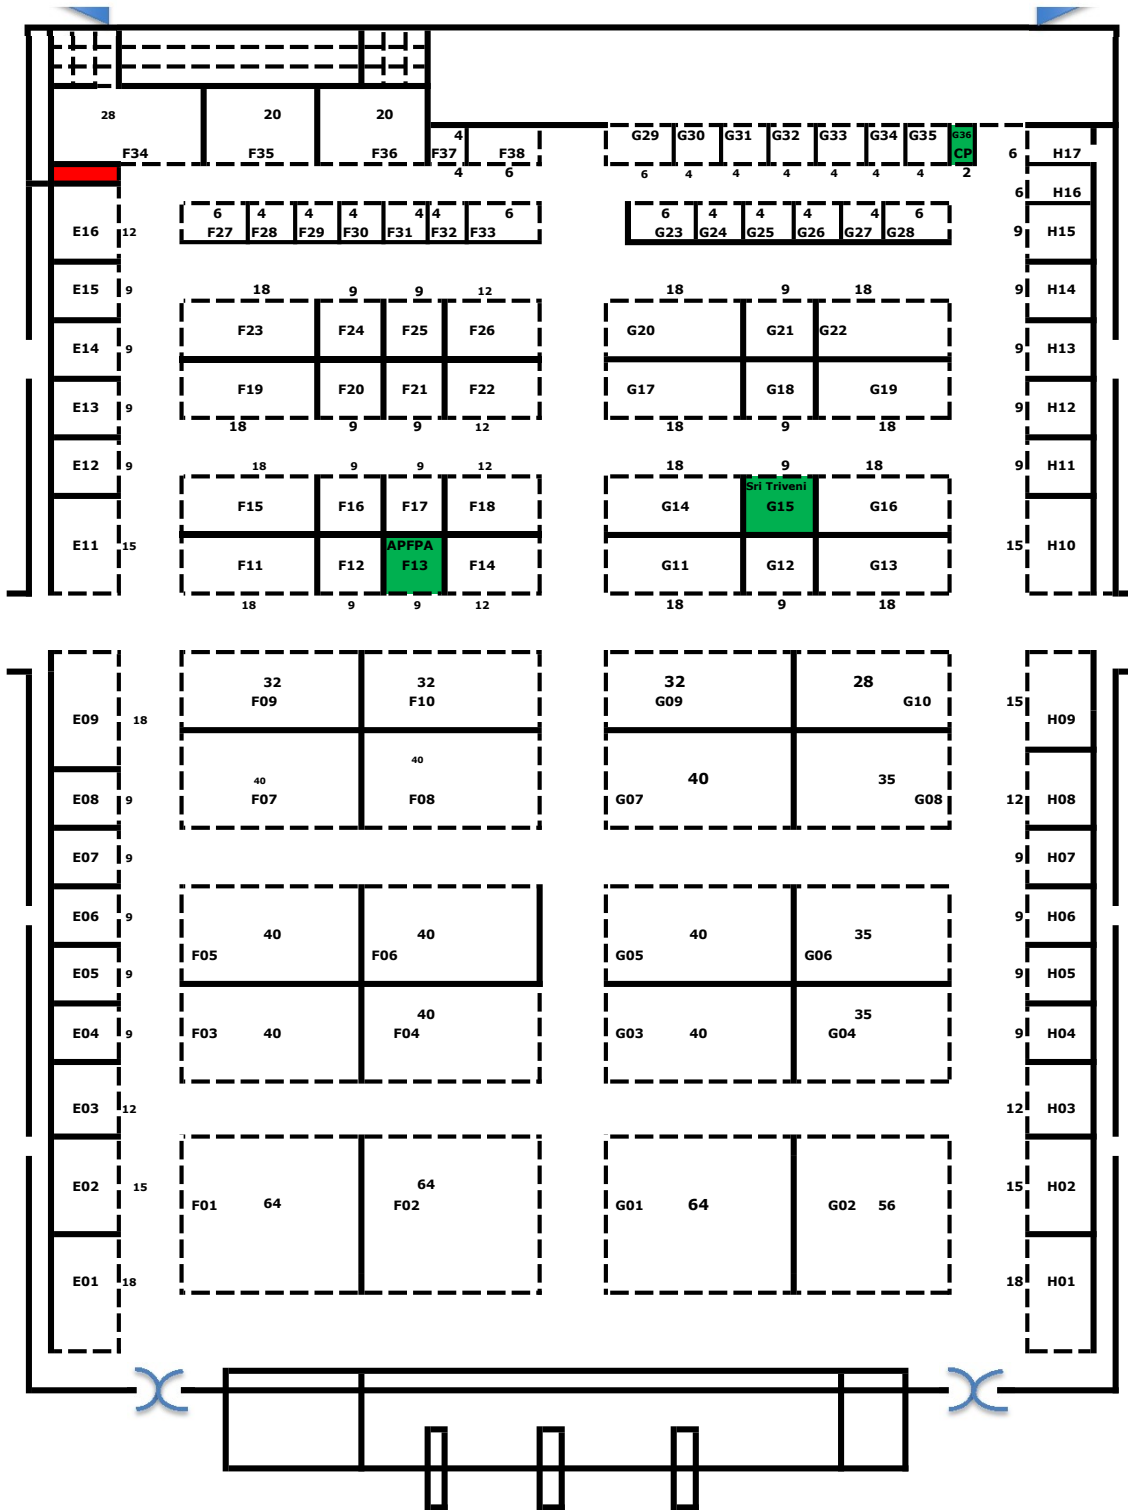 28 20 20
F34 F35 F36
4
F37 F38
4 6
G29 G30 G31 G32 G33 G34 G35 G36
CP
6 4 4 4 4 4 4 2
6 H17
6 H16
6 4 4 4 4 4 6
F27 F28 F29 F30 F31 F32 F33
6 4 4 4 4 6
G23 G24 G25 G26 G27 G28
E16 12
9 H15
E15 9
18 9 9 12
18 9 18
9 H14
E14 9
F23 F24 F25 F26
G20 G21 G22
9 H13
E13 9
F19 F20 F21 F22
G17 G18 G19
9 H12
18 9 9 12
18 9 18
E12 9
18 9 9 12
18 9 18
9 H11
Sri Triveni
F15 F16 F17 F18
G14 G15 G16
E11 15
APFPA
15 H10
F11 F12 F13 F14
G11 G12 G13
18 9 9 12
18 9 18
32 32
32 28
F09 F10
G09 G10
E09 18
15 H09
40 40
40 35
F07 F08
G07 G08
E08 9
12 H08
E07 9
9 H07
E06 9
9 H06
40 40
40 35
F05 F06
G05 G06
E05 9
9 H05
40
35
E04 9
F03 40 F04
G03 40 G04
9 H04
E03 12
12 H03
E02 15
64
15 H02
F01 64 F02
G01 64 G02 56
E01 18
18 H01